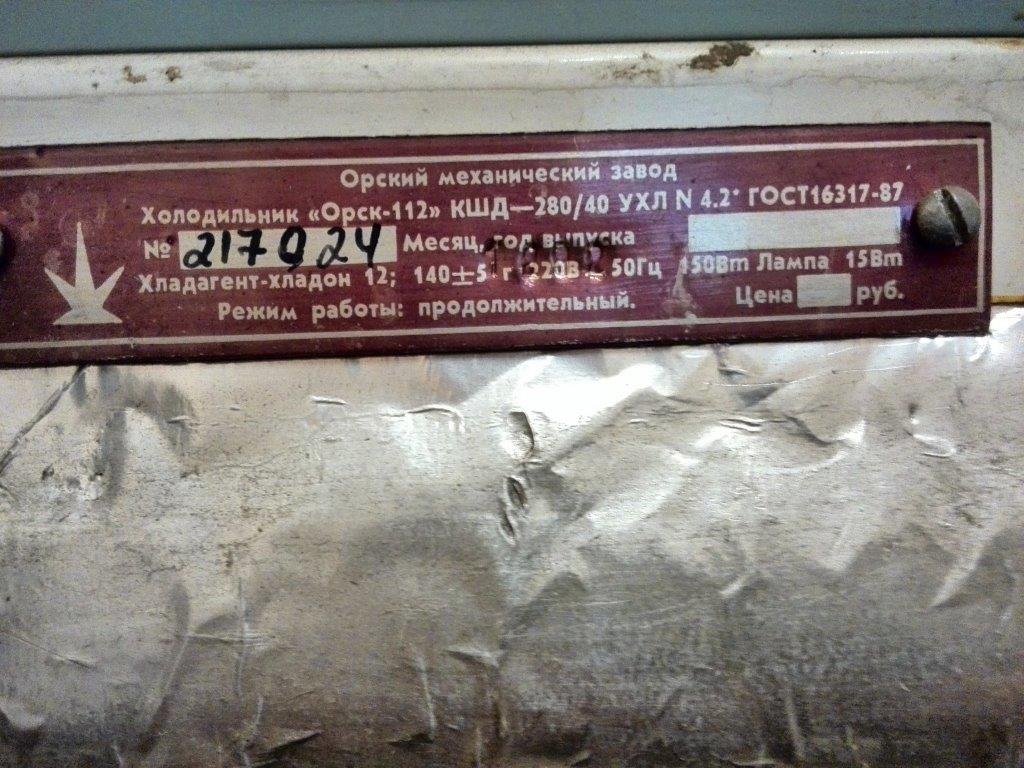 Орский механический завод
Холодильник «Орск-112» КШД—280/40 УХЛ N 4.2* ГОСТ16317-87
№ 217024 Месяц, год выпуска
Хладагент-хладон 12; 140±5 г 220В 50Гц 150Вт Лампа 15Вт
Цена руб.
Режим работы: продолжительный.